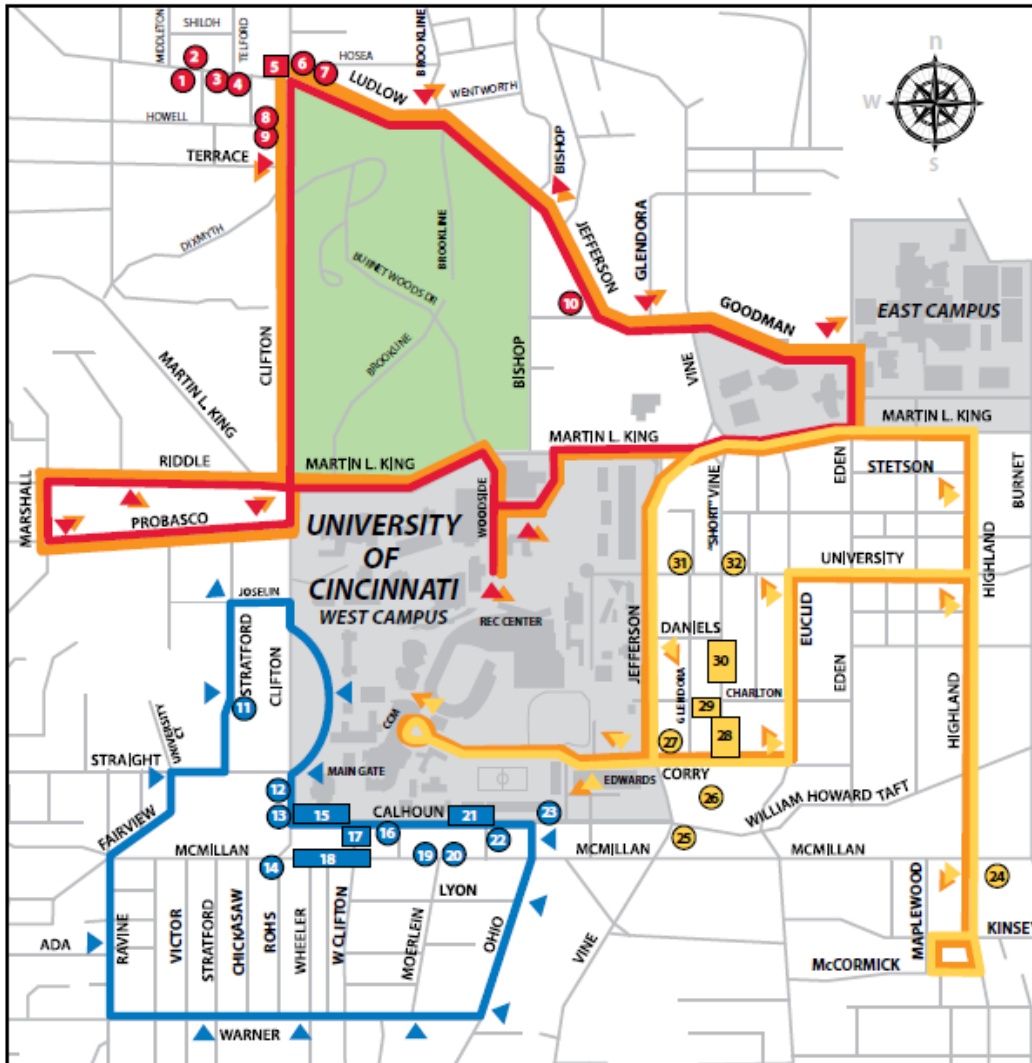 MIDDLETON
SHILOH
TELFORD
BROOKLINE
n
2
5
6
7
HOSEA
LUDLOW
1
3
4
WENTWORTH
w
E
HOWELL
8
9
TERRACE
BISHOP
s
DIXMYTH
BROOKLINE
JEFFERSON
GLENDORA
BURNET WOODS DR
10
GOODMAN
EAST CAMPUS
CLIFTON
BROOKLINE
BISHOP
VINE
MARTIN L. KING
MARTIN L. KING
MARTIN L. KING
RIDDLE
MARTIN L. KING
EDEN
STETSON
BURNET
MARSHALL
PROBASCO
WOODSIDE
"SHORT" VINE
UNIVERSITY
OF
CINCINNATI
WEST CAMPUS
31
32
UNIVERSITY
HIGHLAND
JOSELIN
REC CENTER
EUCLID
STRATFORD
CLIFTON
JEFFERSON
DANIELS
30
EDEN
11
CHARLTON
GLENDORA
29
CCM
28
HIGHLAND
UNIVERSITY CT
27
STRAIGHT
MAIN GATE
EDWARDS
CORRY
12
26
WILLIAM HOWARD TAFT
FAIRVIEW
13
15
CALHOUN
21
23
17
16
22
25
MCMILLAN
14
18
19
20
MCMILLAN
MCMILLAN
24
LYON
ADA
RAVINE
VICTOR
STRATFORD
CHICKASAW
ROHS
WHEELER
W CLIFTON
MOERLEIN
OHIO
VINE
MAPLEWOOD
KINSEY
McCORMICK
WARNER